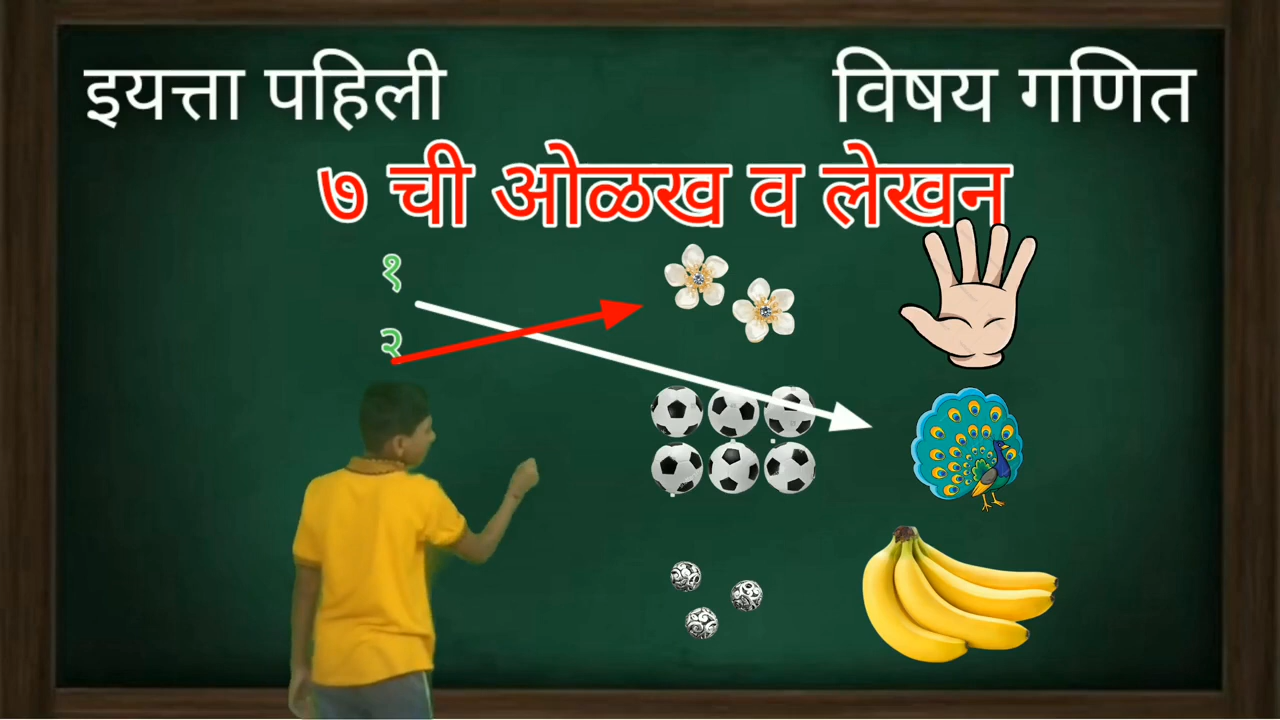 इयत्ता पहिली
विषय गणित
७ ची ओळख व लेखन
१
२